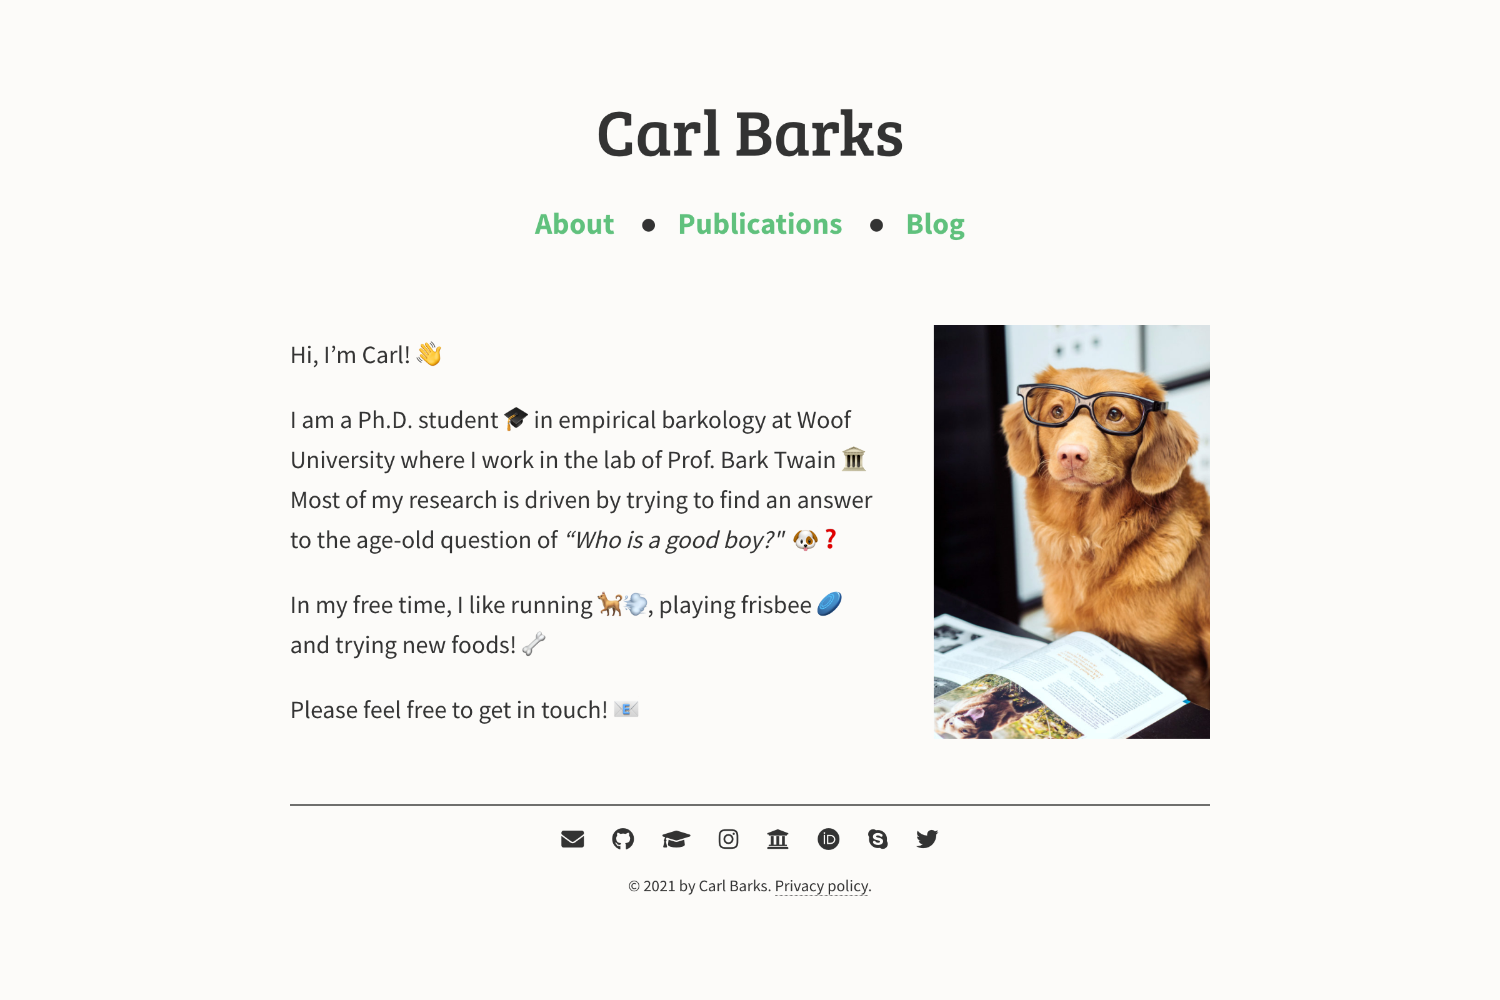 Carl Barks
About ● Publications ● Blog
Hi, I’m Carl! 👋
I am a Ph.D. student 🎓 in empirical barkology at Woof
University where I work in the lab of Prof. Bark Twain 🏛️
Most of my research is driven by trying to find an answer
to the age-old question of “Who is a good boy?" 🐶❓
In my free time, I like running 🐕💨, playing frisbee 🥏
and trying new foods! 🦴
Please feel free to get in touch! 📧
© 2021 by Carl Barks. Privacy policy.